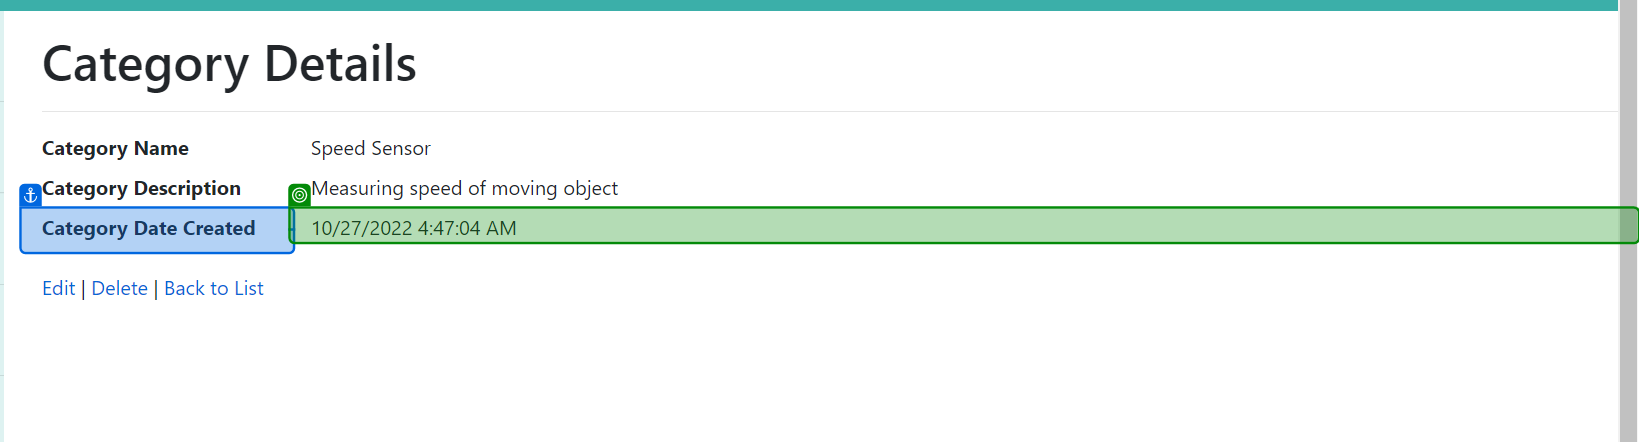 Category Details
Category Name Speed Sensor
Category Description Measuring speed of moving object
Category Date Created 10/27/2022 4:47:04 AM
Edit | Delete | Back to List